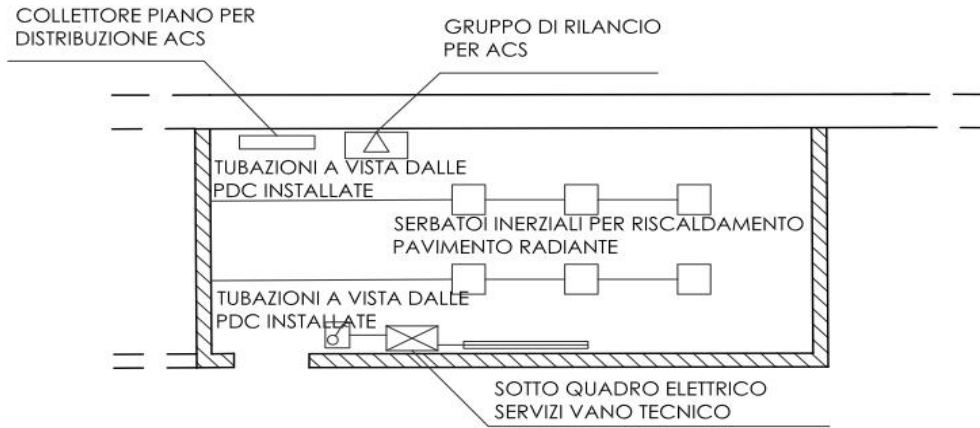 COLLETTORE PIANO PER
DISTRIBUZIONE ACS
GRUPPO DI RILANCIO
PER ACS
TUBAZIONI A VISTA DALLE
PDC INSTALLATE
SERBATOI INERZIALI PER RISCALDAMENTO
PAVIMENTO RADIANTE
TUBAZIONI A VISTA DALLE
PDC INSTALLATE
SOTTO QUADRO ELETTRICO
SERVIZI VANO TECNICO